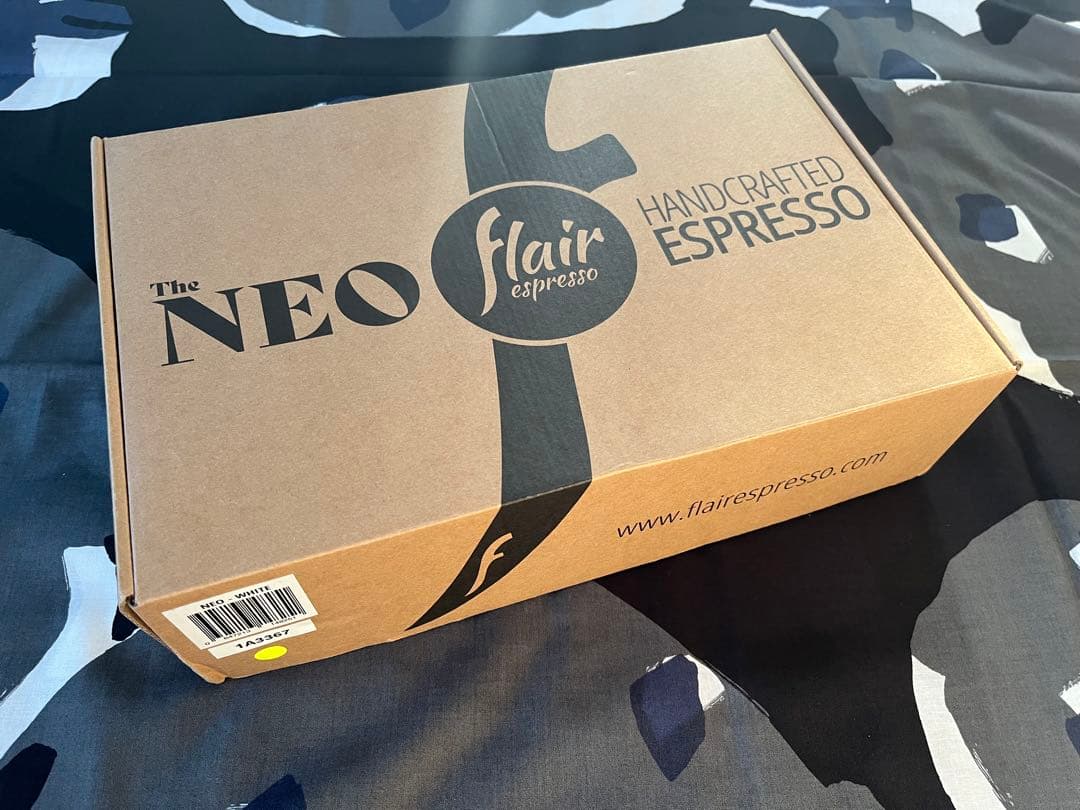 The
NEO
flair
espresso
HANDCRAFTED
ESPRESSO
www.flairespresso.com
f
NEO - WHITE
1A3367